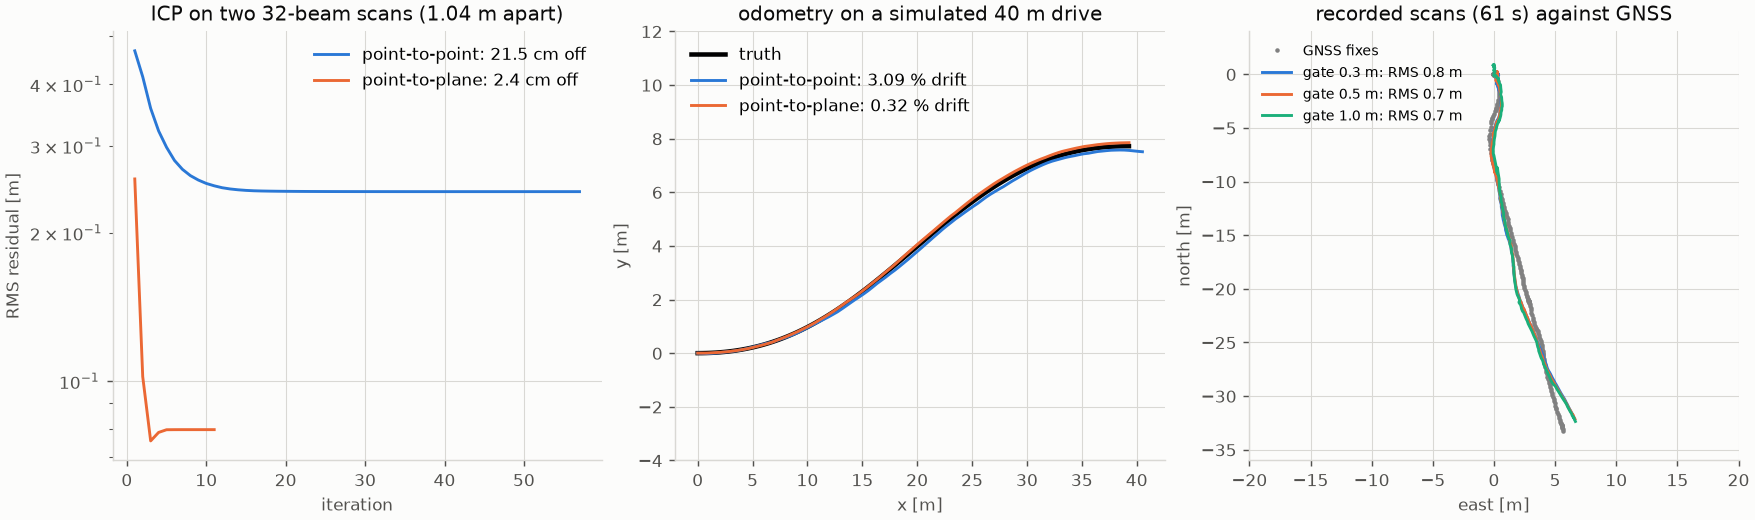 ICP on two 32-beam scans (1.04 m apart)
point-to-point: 21.5 cm off
point-to-plane: 2.4 cm off
4 × 10⁻¹
3 × 10⁻¹
2 × 10⁻¹
10⁻¹
RMS residual [m]
0 10 20 30 40 50
iteration
odometry on a simulated 40 m drive
truth
point-to-point: 3.09 % drift
point-to-plane: 0.32 % drift
12
10
8
6
4
2
0
−2
−4
y [m]
0 5 10 15 20 25 30 35 40
x [m]
recorded scans (61 s) against GNSS
GNSS fixes
gate 0.3 m: RMS 0.8 m
gate 0.5 m: RMS 0.7 m
gate 1.0 m: RMS 0.7 m
0
−5
−10
−15
−20
−25
−30
−35
north [m]
−20 −15 −10 −5 0 5 10 15 20
east [m]